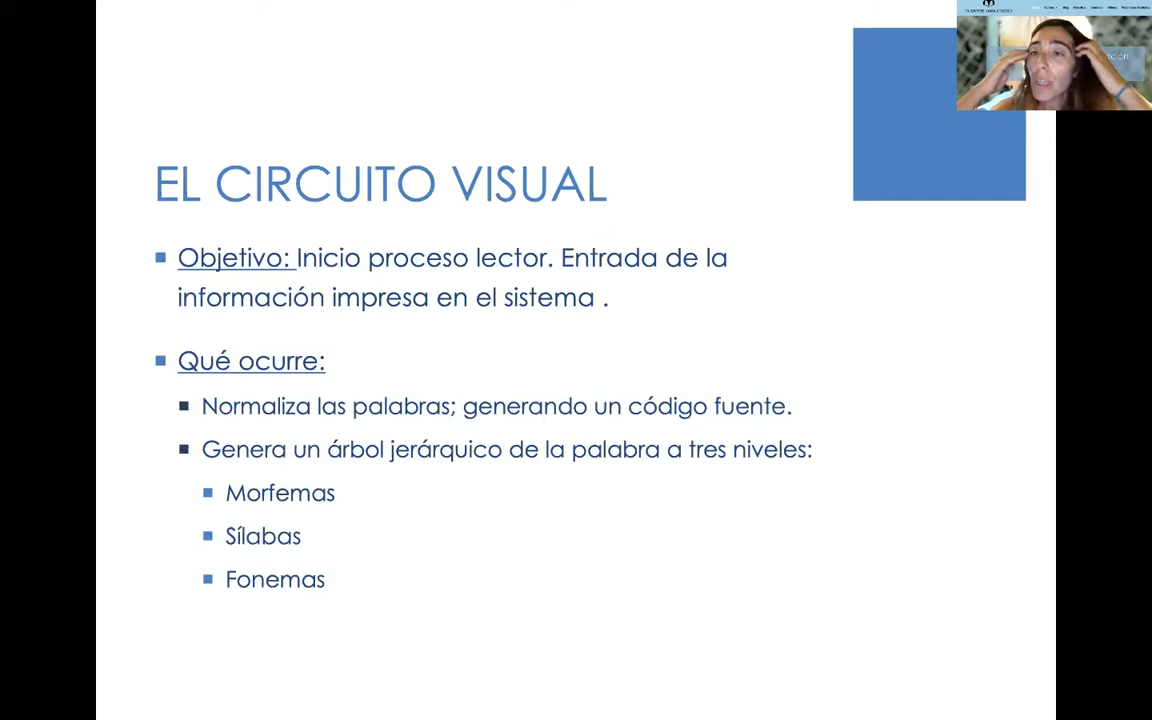 EL CIRCUITO VISUAL
Objetivo: Inicio proceso lector. Entrada de la
información impresa en el sistema .
Qué ocurre:
Normaliza las palabras; generando un código fuente.
Genera un árbol jerárquico de la palabra a tres niveles:
Morfemas
Sílabas
Fonemas